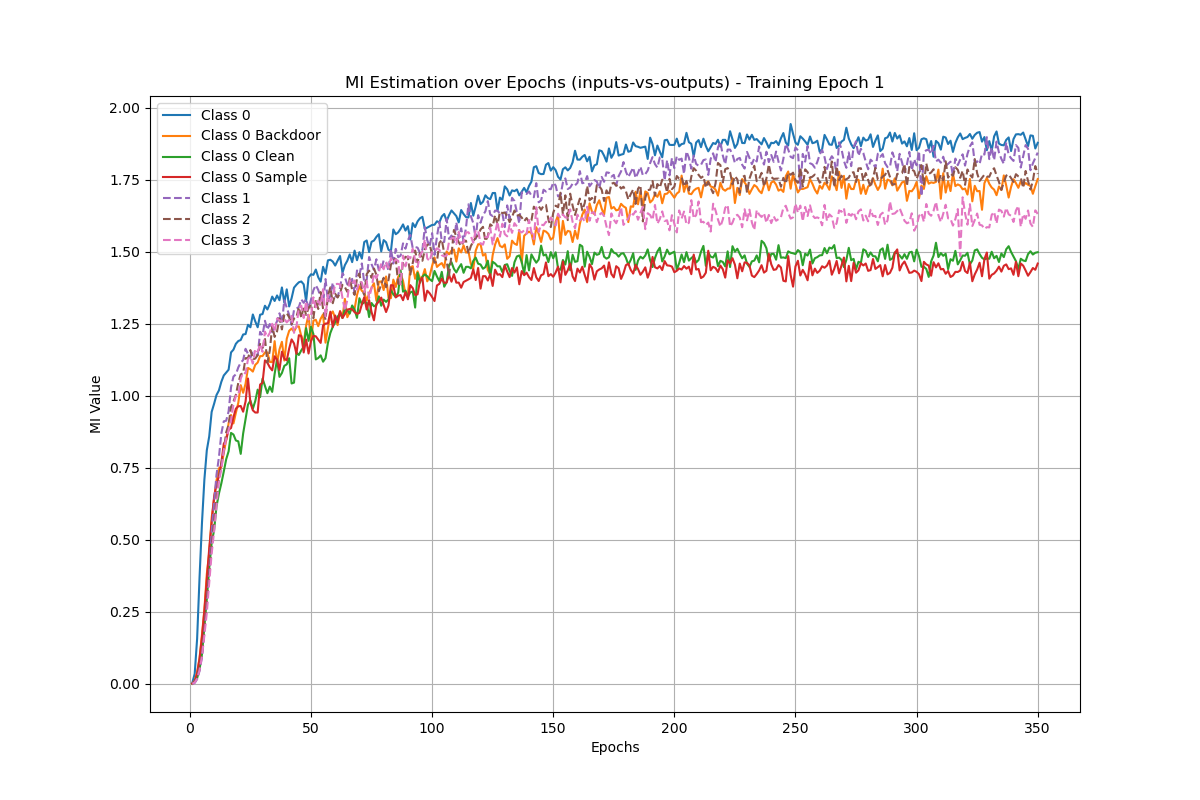 MI Estimation over Epochs (inputs-vs-outputs) - Training Epoch 1
MI Value
2.00
1.75
1.50
1.25
1.00
0.75
0.50
0.25
0.00
Class 0
Class 0 Backdoor
Class 0 Clean
Class 0 Sample
Class 1
Class 2
Class 3
0 50 100 150 200 250 300 350
Epochs